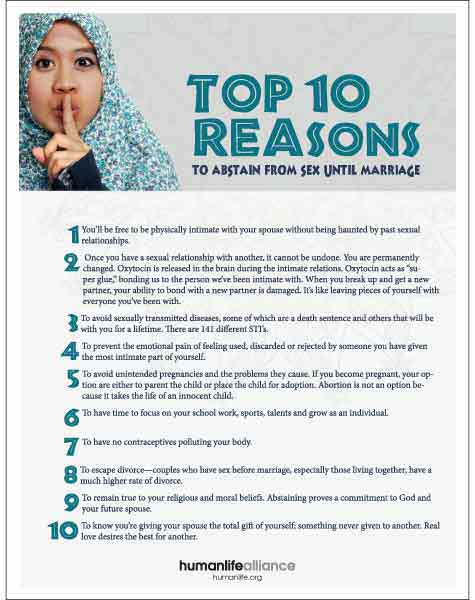 TOP 10
REASONS
TO ABSTAIN FROM SEX UNTIL MARRIAGE
1 You'll be free to be physically intimate with your spouse without being haunted by past sexual
relationships.
2 Once you have a sexual relationship with another, it cannot be undone. You are permanently
changed. Oxytocin is released in the brain during the intimate relations. Oxytocin acts as "su-
per glue," bonding us to the person we've been intimate with. When you break up and get a new
partner, your ability to bond with a new partner is damaged. It's like leaving pieces of yourself with
everyone you've been with.
3 To avoid sexually transmitted diseases, some of which are a death sentence and others that will be
with you for a lifetime. There are 141 different STI's.
4 To prevent the emotional pain of feeling used, discarded or rejected by someone you have given
the most intimate part of yourself.
5 To avoid unintended pregnancies and the problems they cause. If you become pregnant, your op-
tion are either to parent the child or place the child for adoption. Abortion is not an option be-
cause it takes the life of an innocent child.
6 To have time to focus on your school work, sports, talents and grow as an individual.
7 To have no contraceptives polluting your body.
8 To escape divorce—couples who have sex before marriage, especially those living together, have a
much higher rate of divorce.
9 To remain true to your religious and moral beliefs. Abstaining proves a commitment to God and
your future spouse.
10 To know you're giving your spouse the total gift of yourself; something never given to another. Real
love desires the best for another.
humanlifealliance
humanlife.org